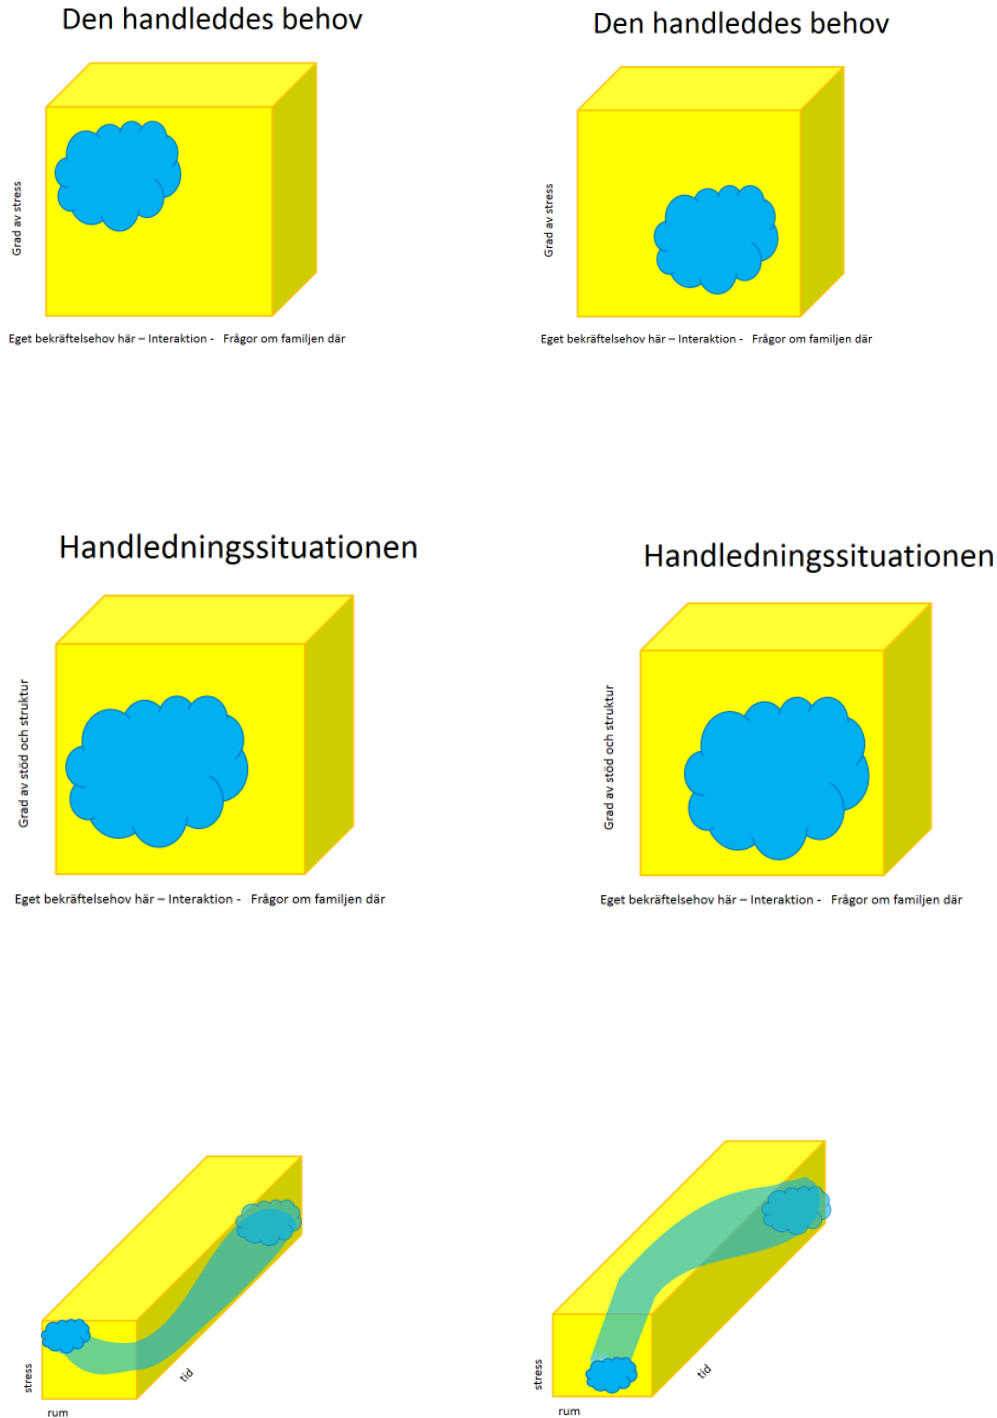 Den handleddes behov
Den handleddes behov
Grad av stress
Grad av stress
Eget bekräftelsehov här – Interaktion -   Frågor om familjen där
Eget bekräftelsehov här – Interaktion -   Frågor om familjen där
Handledningssituationen
Handledningssituationen
Grad av stöd och struktur
Grad av stöd och struktur
Eget bekräftelsehov här – Interaktion -   Frågor om familjen där
Eget bekräftelsehov här – Interaktion -   Frågor om familjen där
stress
tid
rum
stress
tid
rum